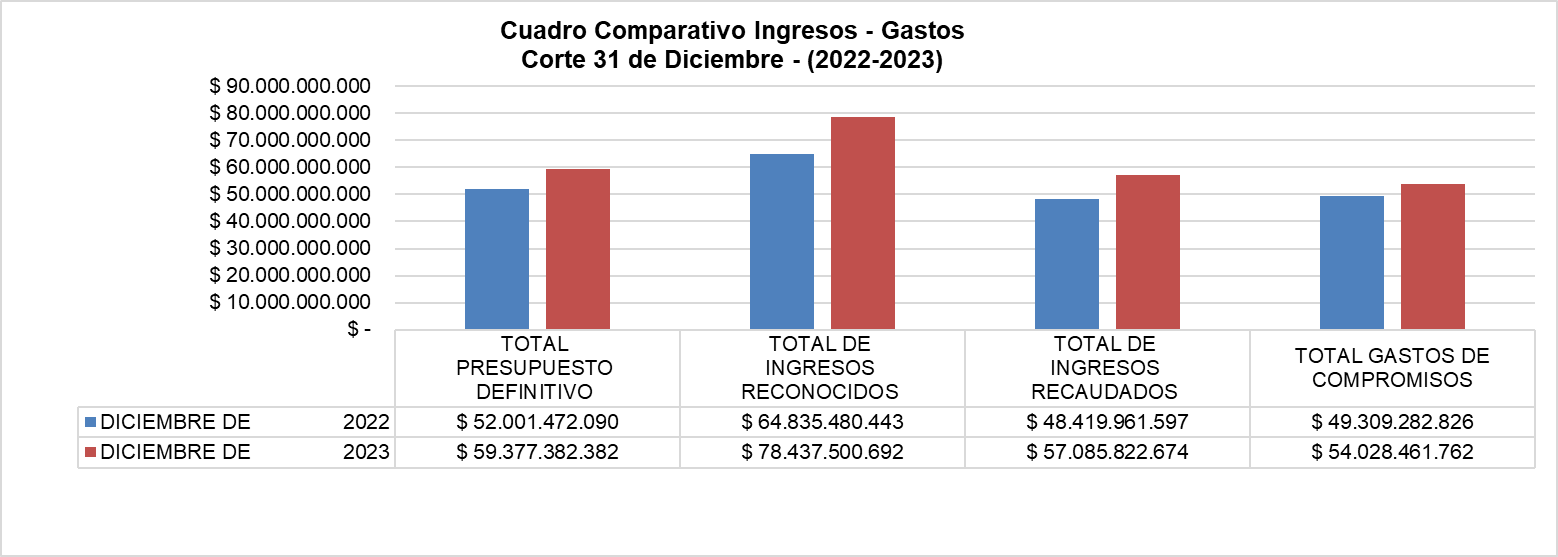 Cuadro Comparativo Ingresos - Gastos
Corte 31 de Diciembre - (2022-2023)
$ 90.000.000.000
$ 80.000.000.000
$ 70.000.000.000
$ 60.000.000.000
$ 50.000.000.000
$ 40.000.000.000
$ 30.000.000.000
$ 20.000.000.000
$ 10.000.000.000
$ -
TOTAL
PRESUPUESTO
DEFINITIVO
TOTAL DE
INGRESOS
RECONOCIDOS
TOTAL DE
INGRESOS
RECAUDADOS
TOTAL GASTOS DE
COMPROMISOS
DICIEMBRE DE 2022 $ 52.001.472.090 $ 64.835.480.443 $ 48.419.961.597 $ 49.309.282.826
DICIEMBRE DE 2023 $ 59.377.382.382 $ 78.437.500.692 $ 57.085.822.674 $ 54.028.461.762